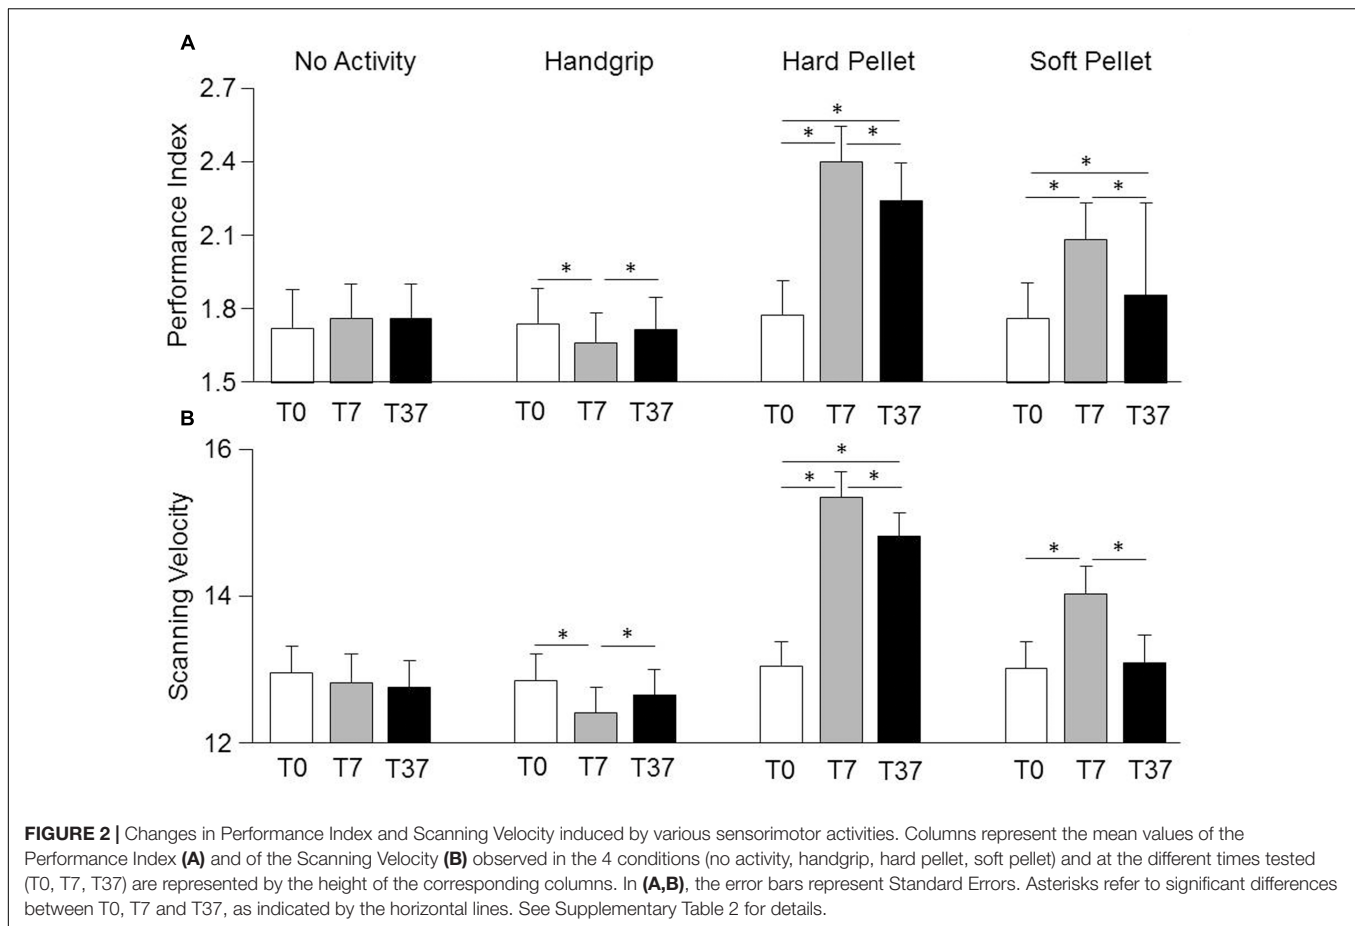 A
No Activity Handgrip Hard Pellet Soft Pellet
Performance Index
2.7
2.4
2.1
1.8
1.5
* * * * * * * *
T0 T7 T37 T0 T7 T37 T0 T7 T37 T0 T7 T37
B
Scanning Velocity
16
14
12
* * * * * * *
T0 T7 T37 T0 T7 T37 T0 T7 T37 T0 T7 T37
FIGURE 2 | Changes in Performance Index and Scanning Velocity induced by various sensorimotor activities. Columns represent the mean values of the
Performance Index (A) and of the Scanning Velocity (B) observed in the 4 conditions (no activity, handgrip, hard pellet, soft pellet) and at the different times tested
(T0, T7, T37) are represented by the height of the corresponding columns. In (A,B), the error bars represent Standard Errors. Asterisks refer to significant differences
between T0, T7 and T37, as indicated by the horizontal lines. See Supplementary Table 2 for details.